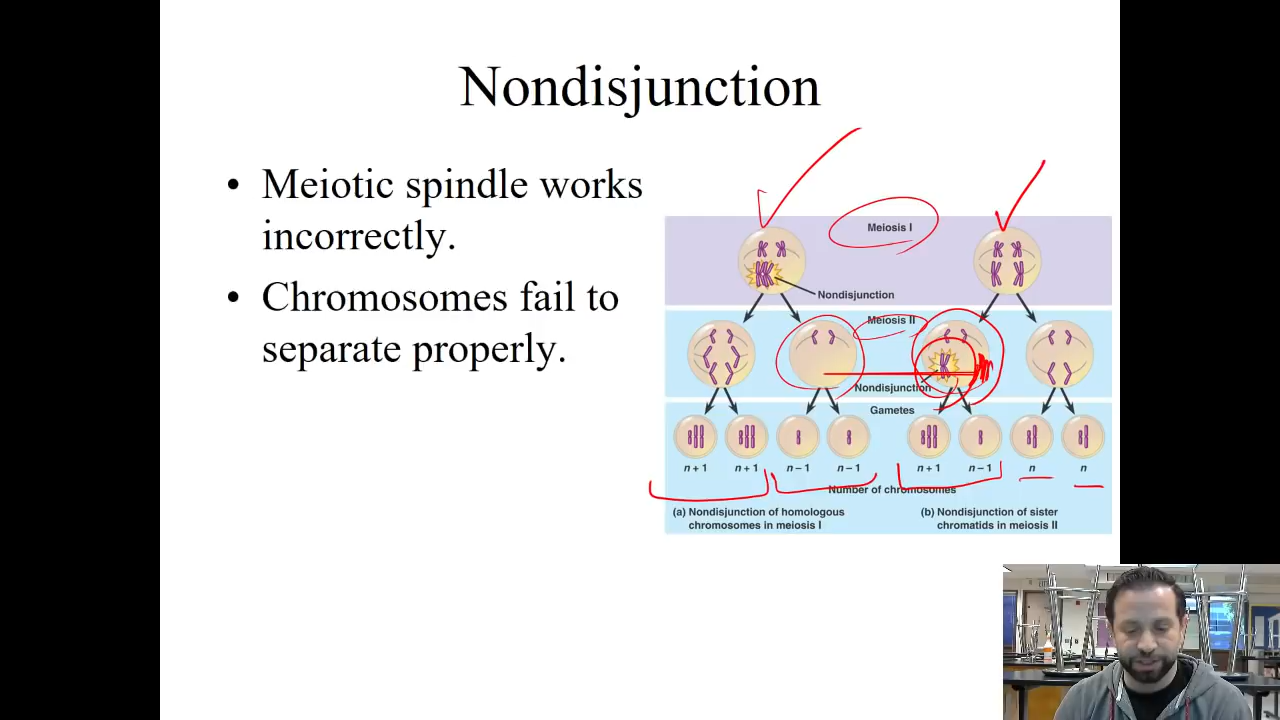 Nondisjunction
• Meiotic spindle works
incorrectly.
• Chromosomes fail to
separate properly.
Meiosis I
Nondisjunction
Meiosis II
Nondisjunction
Gametes
n + 1
n + 1
n – 1
n – 1
n + 1
n – 1
n
n
Number of chromosomes
(a) Nondisjunction of homologous
chromosomes in meiosis I
(b) Nondisjunction of sister
chromatids in meiosis II